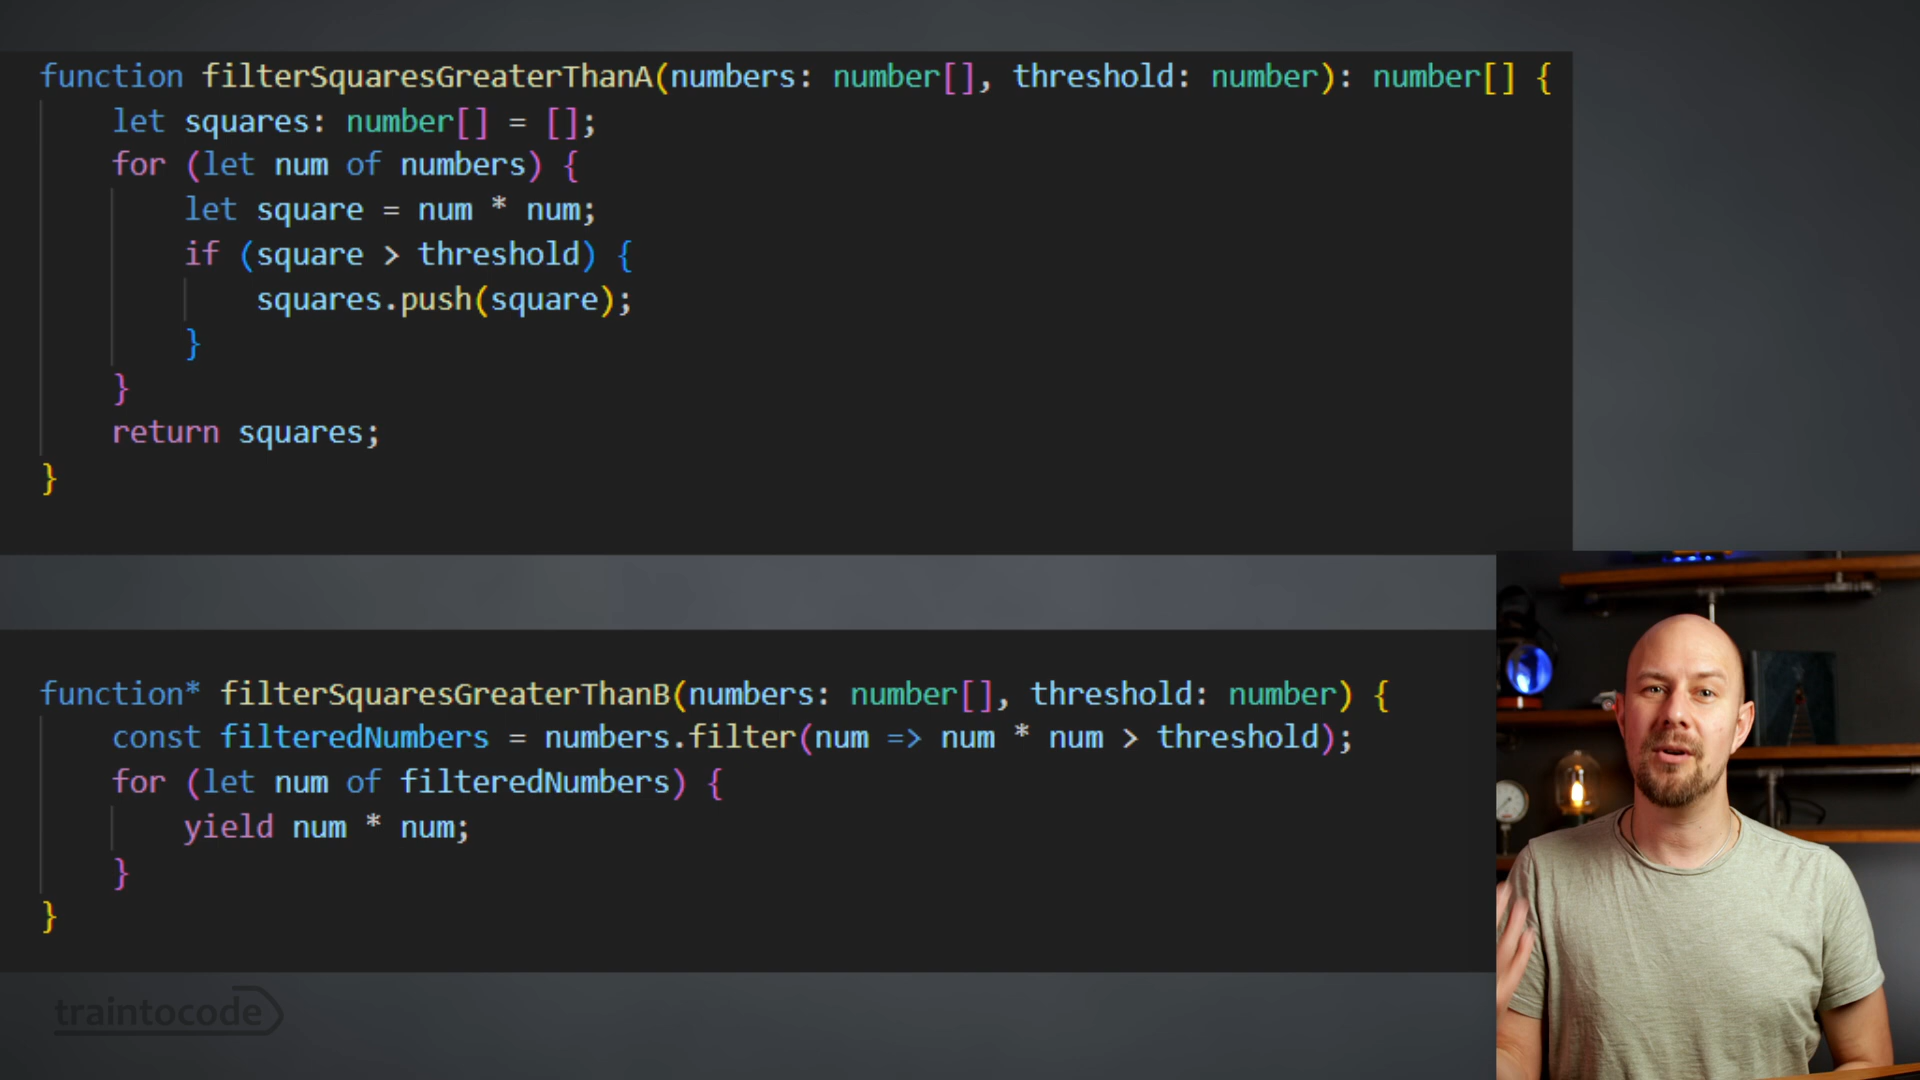 function filterSquaresGreaterThanA(numbers: number[], threshold: number): number[] {
    let squares: number[] = [];
    for (let num of numbers) {
        let square = num * num;
        if (square > threshold) {
            squares.push(square);
        }
    }
    return squares;
}
function* filterSquaresGreaterThanB(numbers: number[], threshold: number) {
    const filteredNumbers = numbers.filter(num => num * num > threshold);
    for (let num of filteredNumbers) {
        yield num * num;
    }
}
traintocode